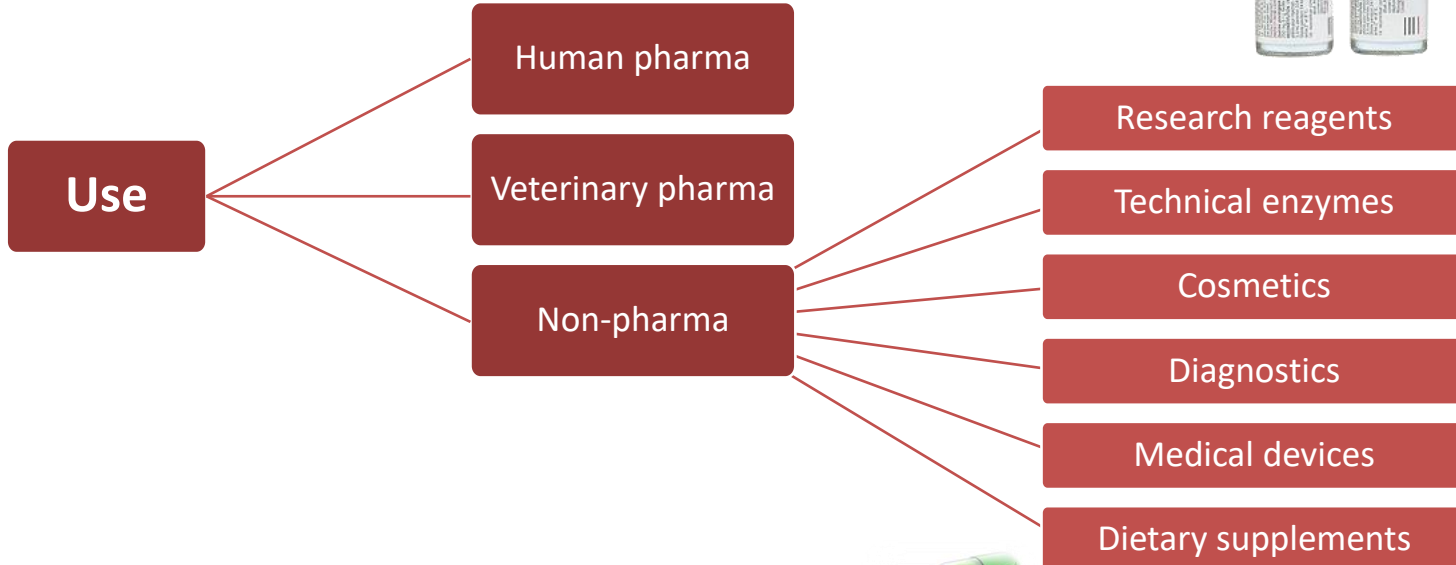 Use
Human pharma
Veterinary pharma
Non-pharma
Research reagents
Technical enzymes
Cosmetics
Diagnostics
Medical devices
Dietary supplements